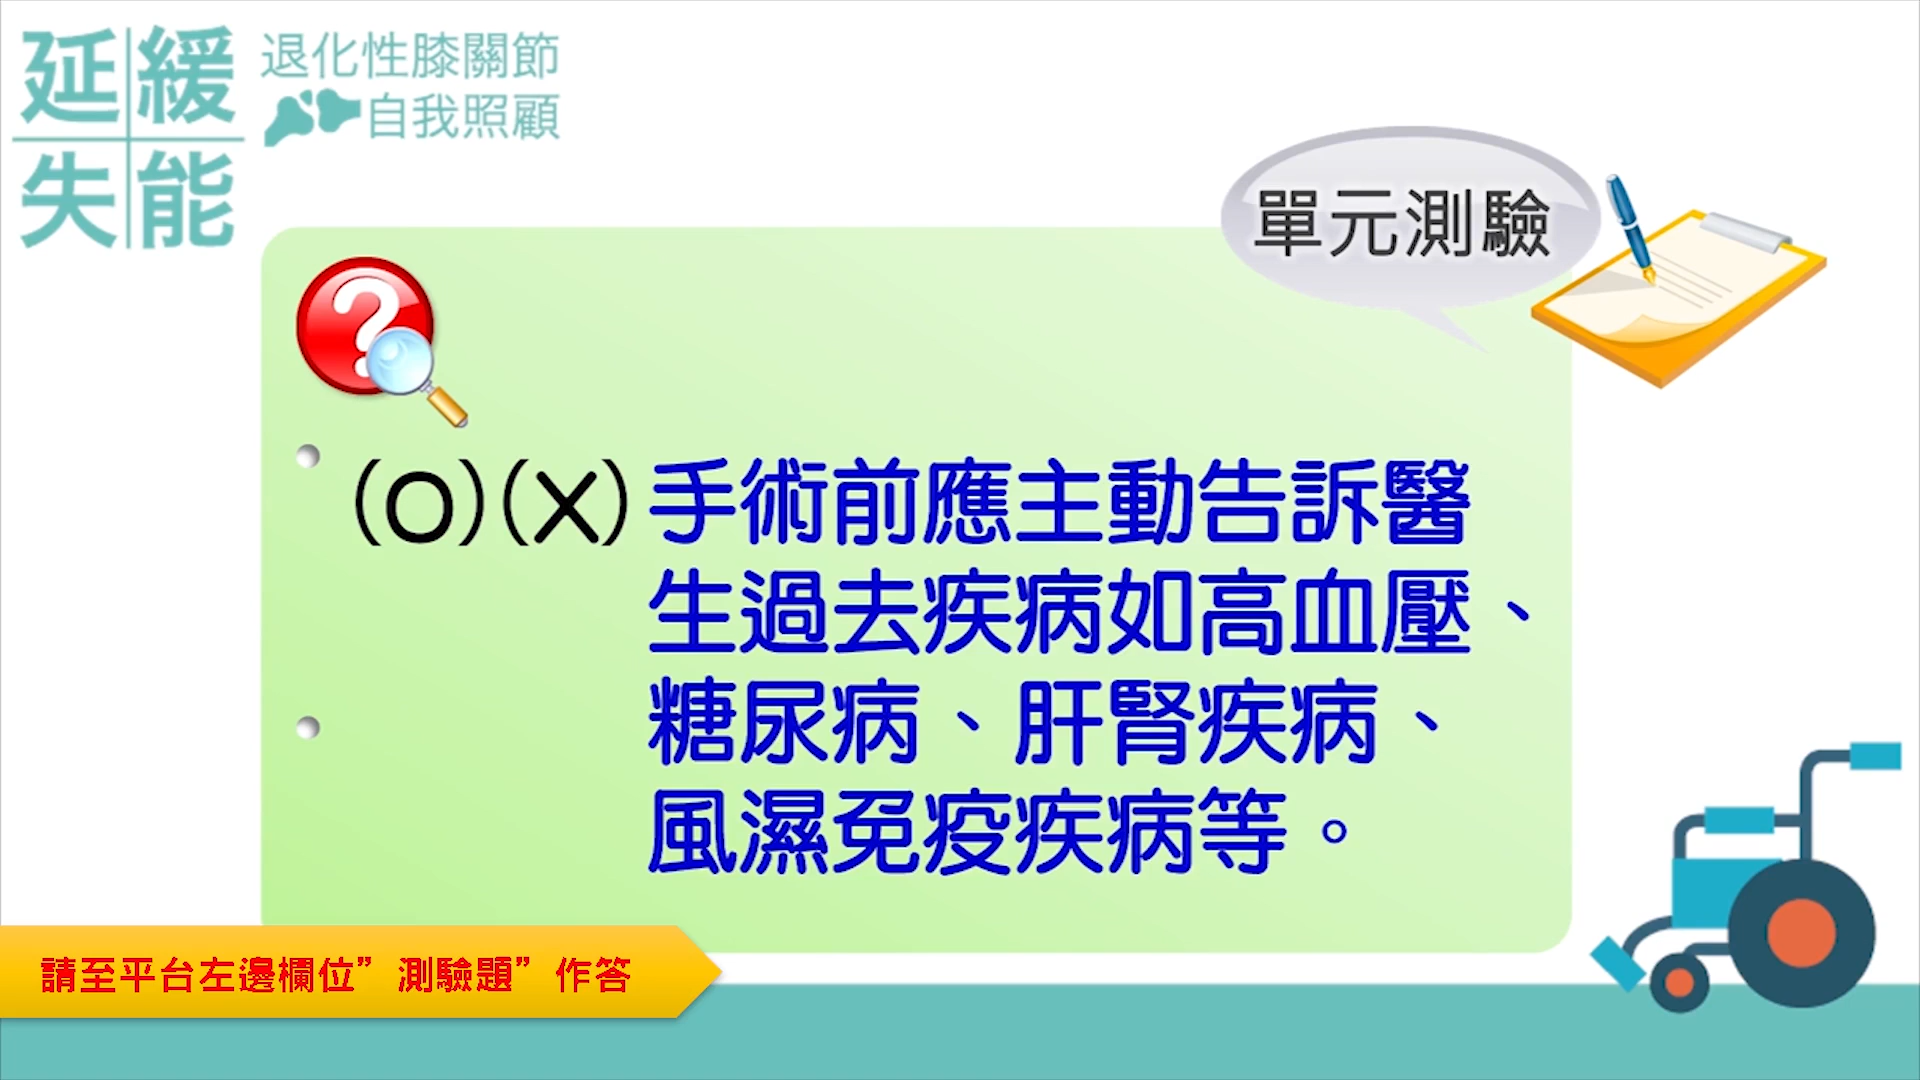 延緩
失能
退化性膝關節
自我照顧
單元測驗
(O)(X)手術前應主動告訴醫
生過去疾病如高血壓、
糖尿病、肝腎疾病、
風濕免疫疾病等。
請至平台左邊欄位”測驗題”作答